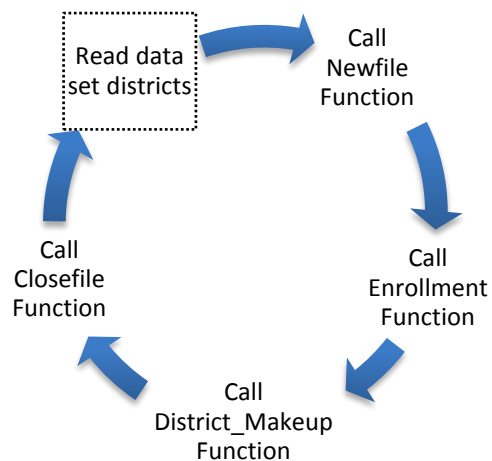 Read data
set districts
Call
Newfile
Function
Call
Enrollment
Function
Call
District_Makeup
Function
Call
Closefile
Function